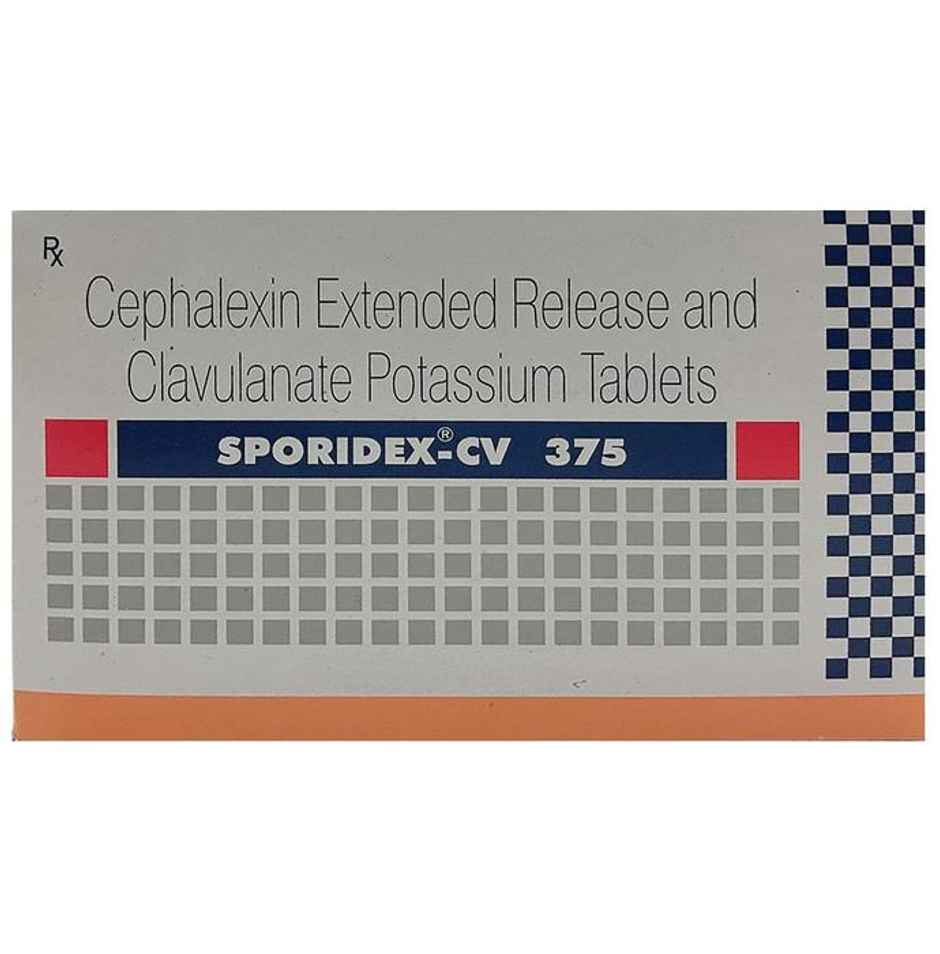 Rx
Cephalexin Extended Release and
Clavulanate Potassium Tablets
SPORIDEX®-CV 375